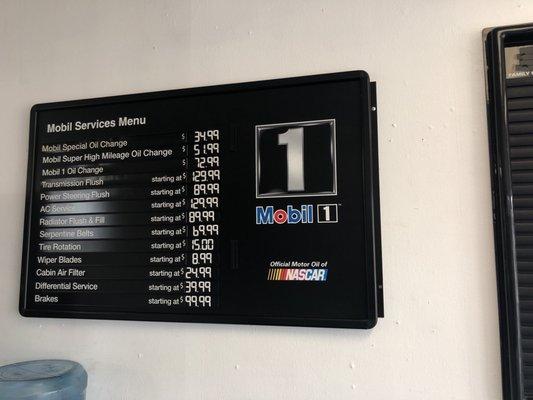 Mobil Services Menu
Mobil Special Oil Change $ 34.99
Mobil Super High Mileage Oil Change $ 51.99
Mobil 1 Oil Change $ 72.99
Transmission Flush starting at $ 129.99
Power Steering Flush starting at $ 89.99
AC Service starting at $ 129.99
Radiator Flush & Fill starting at $ 89.99
Serpentine Belts starting at $ 69.99
Tire Rotation starting at $ 15.00
Wiper Blades starting at $ 8.99
Cabin Air Filter starting at $ 24.99
Differential Service starting at $ 39.99
Brakes starting at $ 99.99
1
Mobil 1
Official Motor Oil of
NASCAR
FAMILY